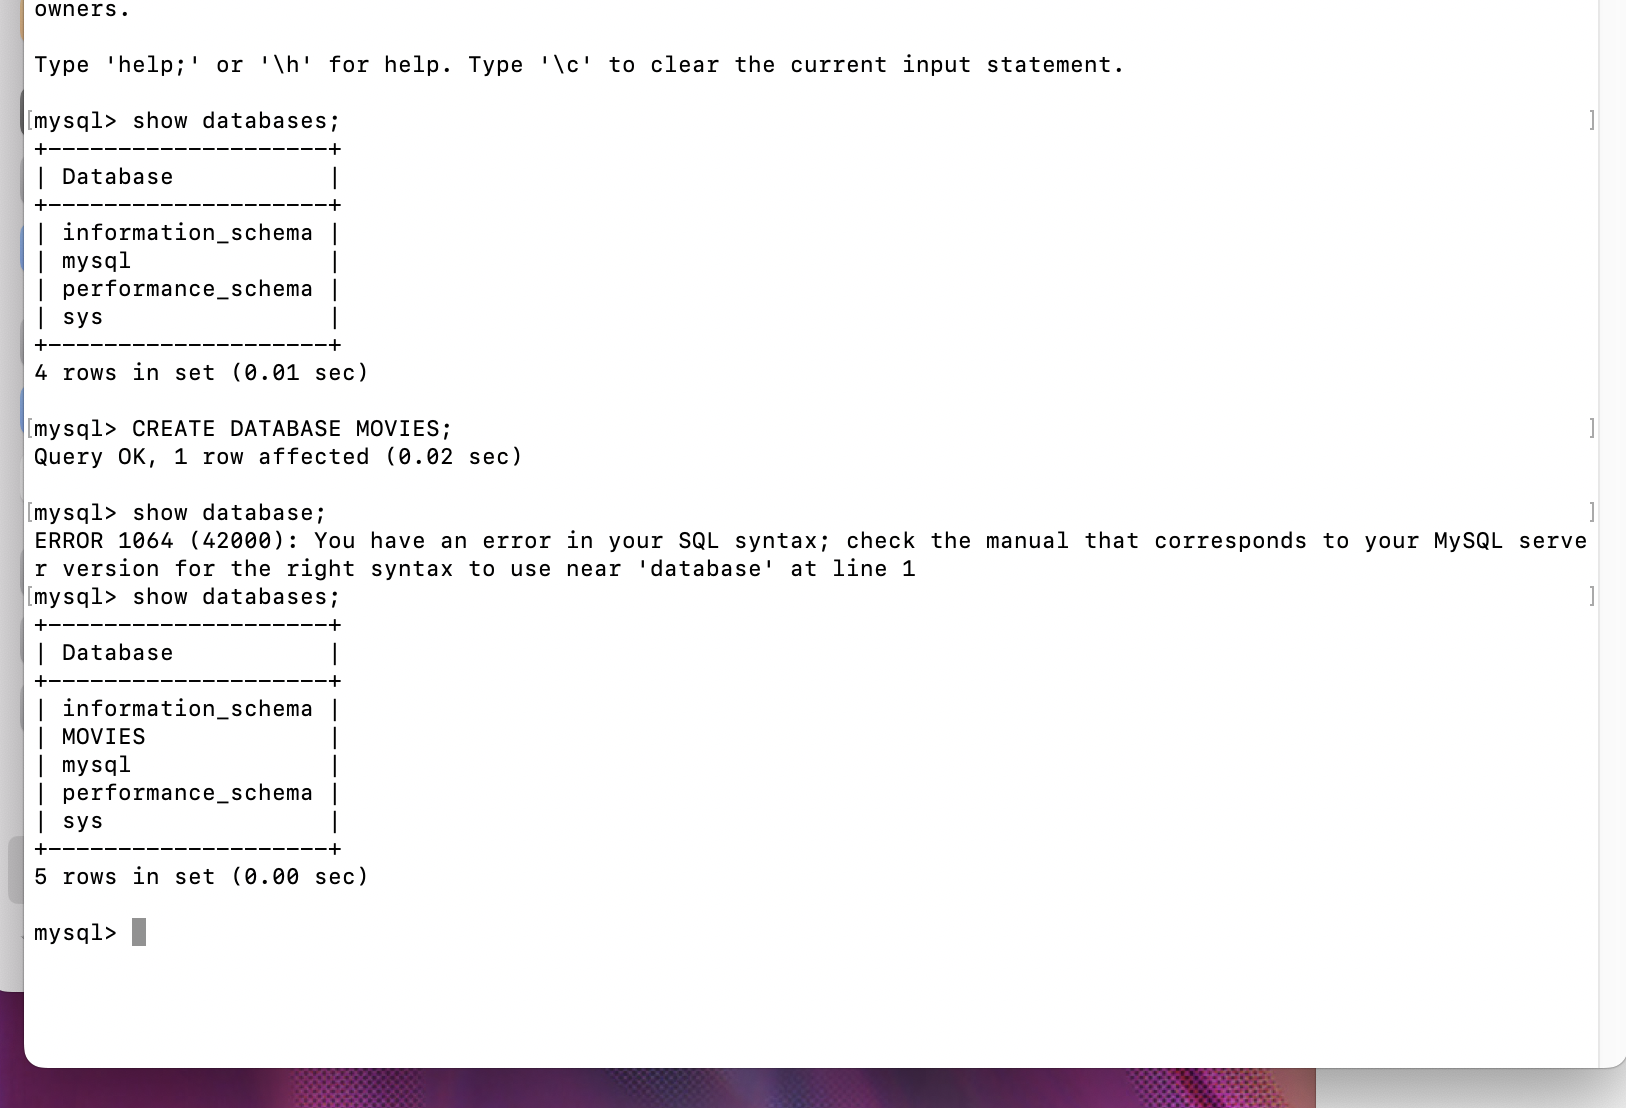 owners.
Type 'help;' or '\h' for help. Type '\c' to clear the current input statement.
[mysql> show databases; ]
+--------------------+
| Database           |
+--------------------+
| information_schema |
| mysql              |
| performance_schema |
| sys                |
+--------------------+
4 rows in set (0.01 sec)
[mysql> CREATE DATABASE MOVIES; ]
Query OK, 1 row affected (0.02 sec)
[mysql> show database; ]
ERROR 1064 (42000): You have an error in your SQL syntax; check the manual that corresponds to your MySQL serve
r version for the right syntax to use near 'database' at line 1
[mysql> show databases; ]
+--------------------+
| Database           |
+--------------------+
| information_schema |
| MOVIES             |
| mysql              |
| performance_schema |
| sys                |
+--------------------+
5 rows in set (0.00 sec)
mysql>